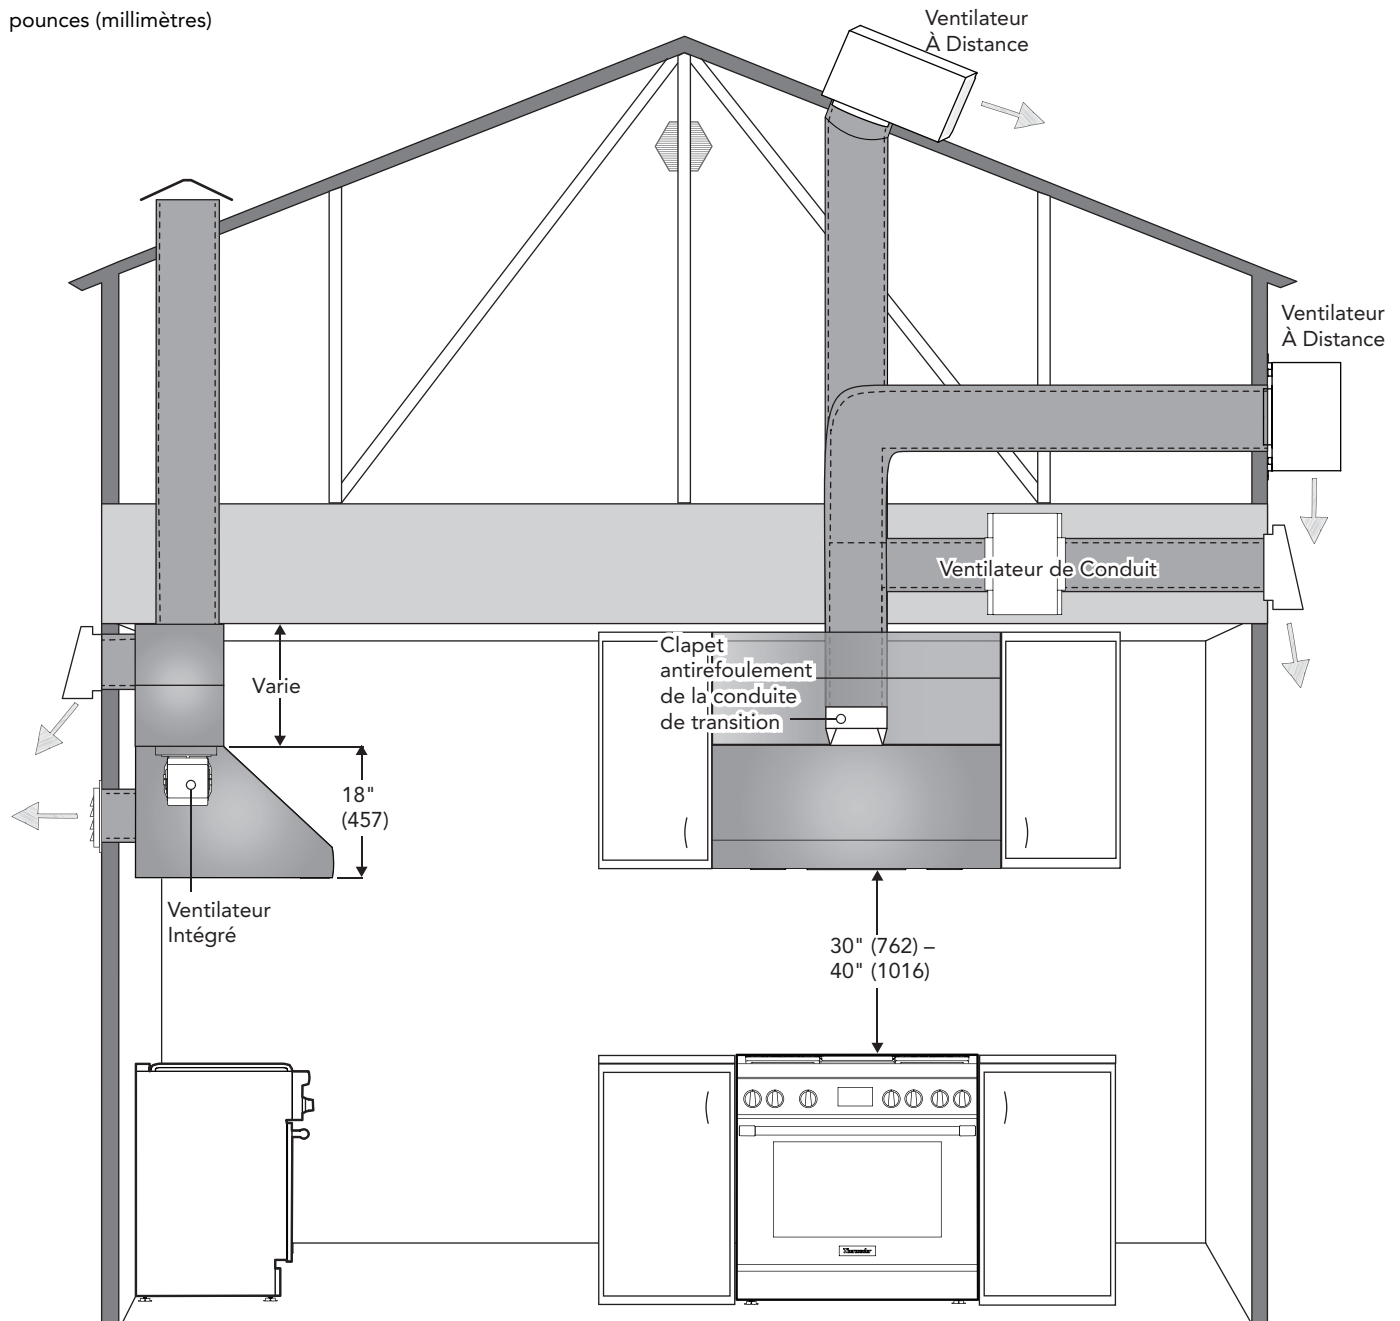 pounces (millimètres)
Ventilateur
À Distance
Ventilateur
À Distance
Ventilateur de Conduit
Clapet
antirefoulement
de la conduite
de transition
Varie
18"
(457)
Ventilateur
Intégré
30" (762) –
40" (1016)
Thermador